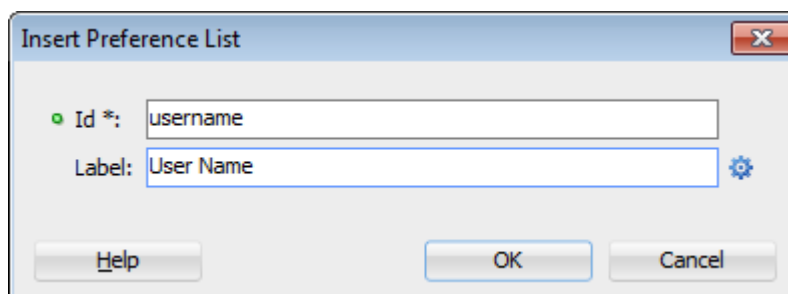 Insert Preference List
Id *: username
Label: User Name
Help OK Cancel